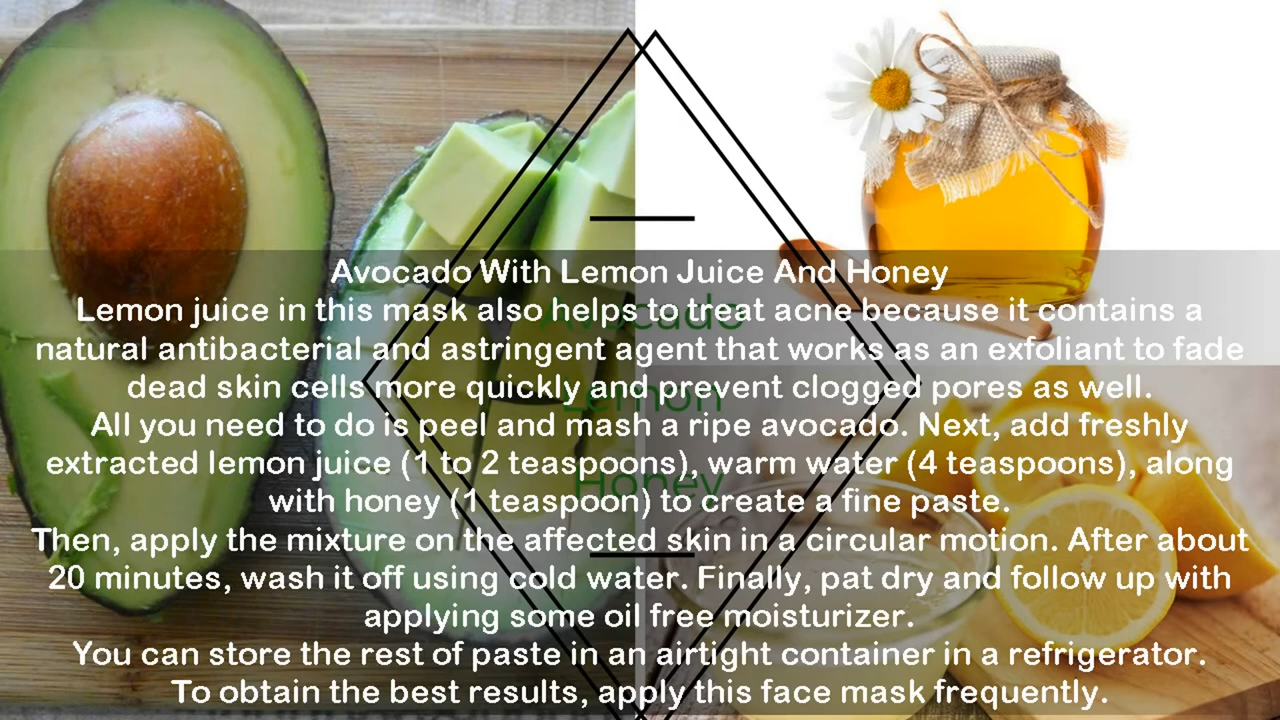 Avocado With Lemon Juice And Honey
Lemon juice in this mask also helps to treat acne because it contains a
natural antibacterial and astringent agent that works as an exfoliant to fade
dead skin cells more quickly and prevent clogged pores as well.
All you need to do is peel and mash a ripe avocado. Next, add freshly
extracted lemon juice (1 to 2 teaspoons), warm water (4 teaspoons), along
with honey (1 teaspoon) to create a fine paste.
Then, apply the mixture on the affected skin in a circular motion. After about
20 minutes, wash it off using cold water. Finally, pat dry and follow up with
applying some oil free moisturizer.
You can store the rest of paste in an airtight container in a refrigerator.
To obtain the best results, apply this face mask frequently.
Avocado
Lemon
Honey